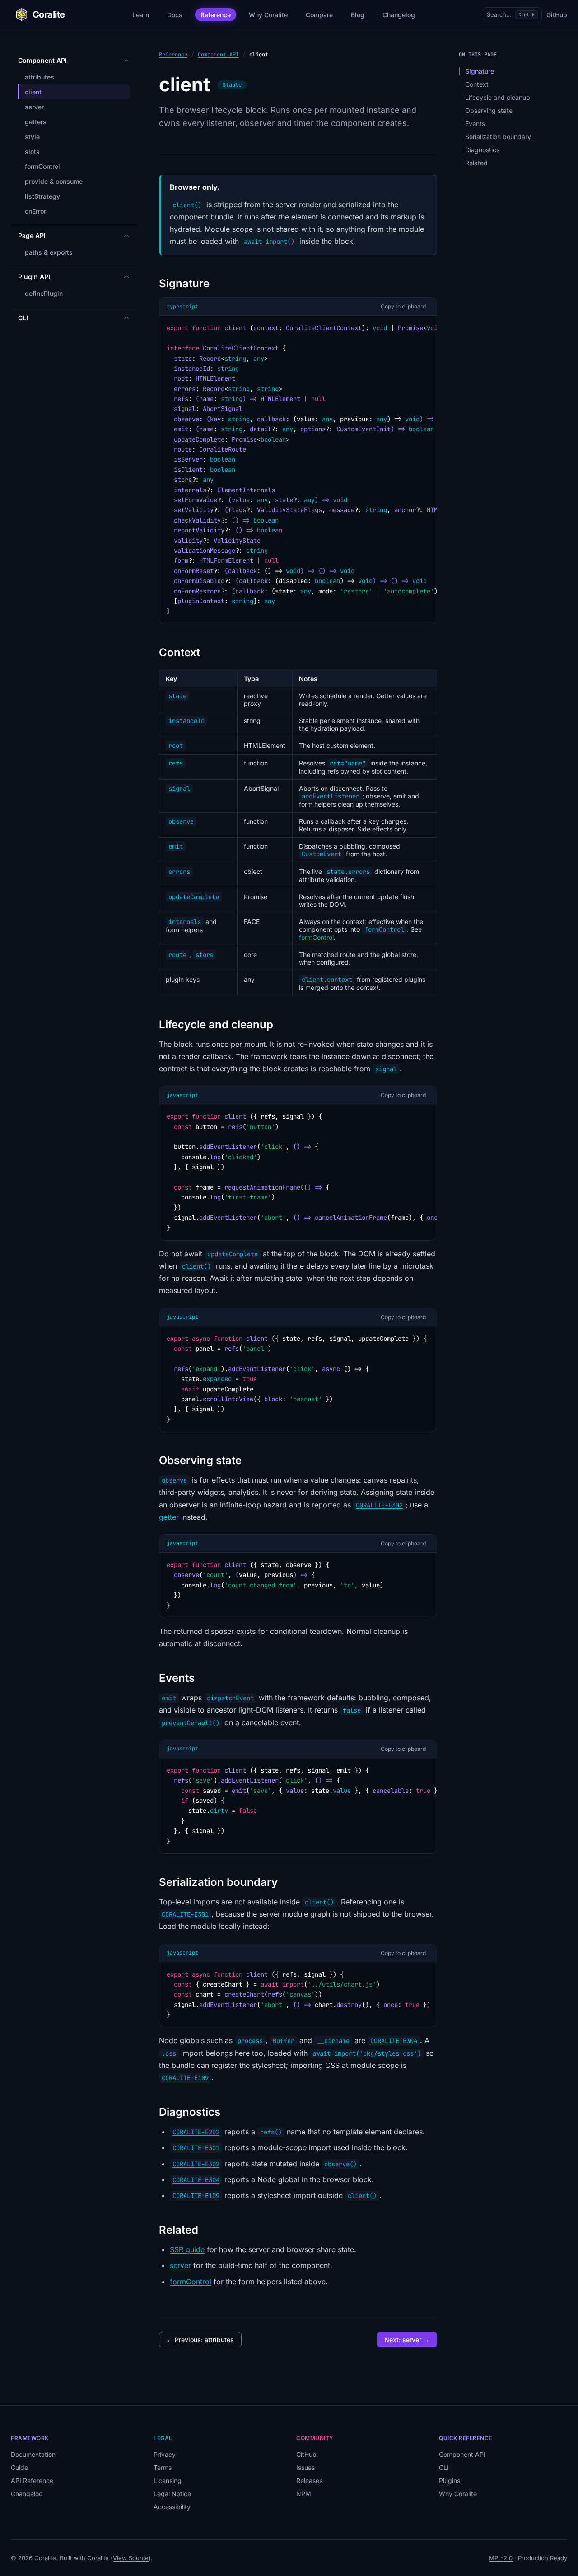 Coralite
Learn
Docs
Reference
Why Coralite
Compare
Blog
Changelog
Search...
Ctrl K
GitHub
Component API
attributes
client
server
getters
style
slots
formControl
provide & consume
listStrategy
onError
Page API
paths & exports
Plugin API
definePlugin
CLI
Reference / Component API / client
client Stable
The browser lifecycle block. Runs once per mounted instance and
owns every listener, observer and timer the component creates.
Browser only.
client() is stripped from the server render and serialized into the
component bundle. It runs after the element is connected and its markup is
hydrated. Module scope is not shared with it, so anything from the module
must be loaded with await import() inside the block.
Signature
typescript
Copy to clipboard
export function client (context: CoraliteClientContext): void | Promise<voi
interface CoraliteClientContext {
state: Record<string, any>
instanceId: string
root: HTMLElement
errors: Record<string, string>
refs: (name: string) => HTMLElement | null
signal: AbortSignal
observe: (key: string, callback: (value: any, previous: any) => void) =>
emit: (name: string, detail?: any, options?: CustomEventInit) => boolean
updateComplete: Promise<boolean>
route: CoraliteRoute
isServer: boolean
isClient: boolean
store?: any
internals?: ElementInternals
setFormValue?: (value: any, state?: any) => void
setValidity?: (flags?: ValidityStateFlags, message?: string, anchor?: HTM
checkValidity?: () => boolean
reportValidity?: () => boolean
validity?: ValidityState
validationMessage?: string
form?: HTMLFormElement | null
onFormReset?: (callback: () => void) => () => void
onFormDisabled?: (callback: (disabled: boolean) => void) => () => void
onFormRestore?: (callback: (state: any, mode: 'restore' | 'autocomplete')
[pluginContext: string]: any
}
Context
Key Type Notes
state reactive proxy Writes schedule a render. Getter values are
read-only.
instanceId string Stable per element instance, shared with
the hydration payload.
root HTMLElement The host custom element.
refs function Resolves ref="name" inside the instance,
including refs owned by slot content.
signal AbortSignal Aborts on disconnect. Pass to
addEventListener ; observe, emit and
form helpers clean up themselves.
observe function Runs a callback after a key changes.
Returns a disposer. Side effects only.
emit function Dispatches a bubbling, composed
CustomEvent from the host.
errors object The live state.errors dictionary from
attribute validation.
updateComplete Promise Resolves after the current update flush
writes the DOM.
internals and form helpers FACE Always on the context; effective when the
component opts into formControl . See
formControl.
route , store core The matched route and the global store,
when configured.
plugin keys any client.context from registered plugins
is merged onto the context.
Lifecycle and cleanup
The block runs once per mount. It is not re-invoked when state changes and it is
not a render callback. The framework tears the instance down at disconnect; the
contract is that everything the block creates is reachable from signal .
javascript
Copy to clipboard
export function client ({ refs, signal }) {
const button = refs('button')
button.addEventListener('click', () => {
console.log('clicked')
}, { signal })
const frame = requestAnimationFrame(() => {
console.log('first frame')
})
signal.addEventListener('abort', () => cancelAnimationFrame(frame), { onc
}
Do not await updateComplete at the top of the block. The DOM is already settled
when client() runs, and awaiting it there delays every later line by a microtask
for no reason. Await it after mutating state, when the next step depends on
measured layout.
javascript
Copy to clipboard
export async function client ({ state, refs, signal, updateComplete }) {
const panel = refs('panel')
refs('expand').addEventListener('click', async () => {
state.expanded = true
await updateComplete
panel.scrollIntoView({ block: 'nearest' })
}, { signal })
}
Observing state
observe is for effects that must run when a value changes: canvas repaints,
third-party widgets, analytics. It is never for deriving state. Assigning state inside
an observer is an infinite-loop hazard and is reported as CORALITE-E302 ; use a
getter instead.
javascript
Copy to clipboard
export function client ({ state, observe }) {
observe('count', (value, previous) => {
console.log('count changed from', previous, 'to', value)
})
}
The returned disposer exists for conditional teardown. Normal cleanup is
automatic at disconnect.
Events
emit wraps dispatchEvent with the framework defaults: bubbling, composed,
and visible to ancestor light-DOM listeners. It returns false if a listener called
preventDefault() on a cancelable event.
javascript
Copy to clipboard
export function client ({ state, refs, signal, emit }) {
refs('save').addEventListener('click', () => {
const saved = emit('save', { value: state.value }, { cancelable: true }
if (saved) {
state.dirty = false
}
}, { signal })
}
Serialization boundary
Top-level imports are not available inside client() . Referencing one is
CORALITE-E301 , because the server module graph is not shipped to the browser.
Load the module locally instead:
javascript
Copy to clipboard
export async function client ({ refs, signal }) {
const { createChart } = await import('../utils/chart.js')
const chart = createChart(refs('canvas'))
signal.addEventListener('abort', () => chart.destroy(), { once: true })
}
Node globals such as process , Buffer and __dirname are CORALITE-E304 . A
.css import belongs here too, loaded with await import('pkg/styles.css') so
the bundle can register the stylesheet; importing CSS at module scope is
CORALITE-E109 .
Diagnostics
CORALITE-E202 reports a refs() name that no template element declares.
CORALITE-E301 reports a module-scope import used inside the block.
CORALITE-E302 reports state mutated inside observe() .
CORALITE-E304 reports a Node global in the browser block.
CORALITE-E109 reports a stylesheet import outside client() .
Related
SSR guide for how the server and browser share state.
server for the build-time half of the component.
formControl for the form helpers listed above.
← Previous: attributes
Next: server →
ON THIS PAGE
Signature
Context
Lifecycle and cleanup
Observing state
Events
Serialization boundary
Diagnostics
Related
FRAMEWORK
Documentation
Guide
API Reference
Changelog
LEGAL
Privacy
Terms
Licensing
Legal Notice
Accessibility
COMMUNITY
GitHub
Issues
Releases
NPM
QUICK REFERENCE
Component API
CLI
Plugins
Why Coralite
© 2026 Coralite. Built with Coralite (View Source).
MPL-2.0 · Production Ready